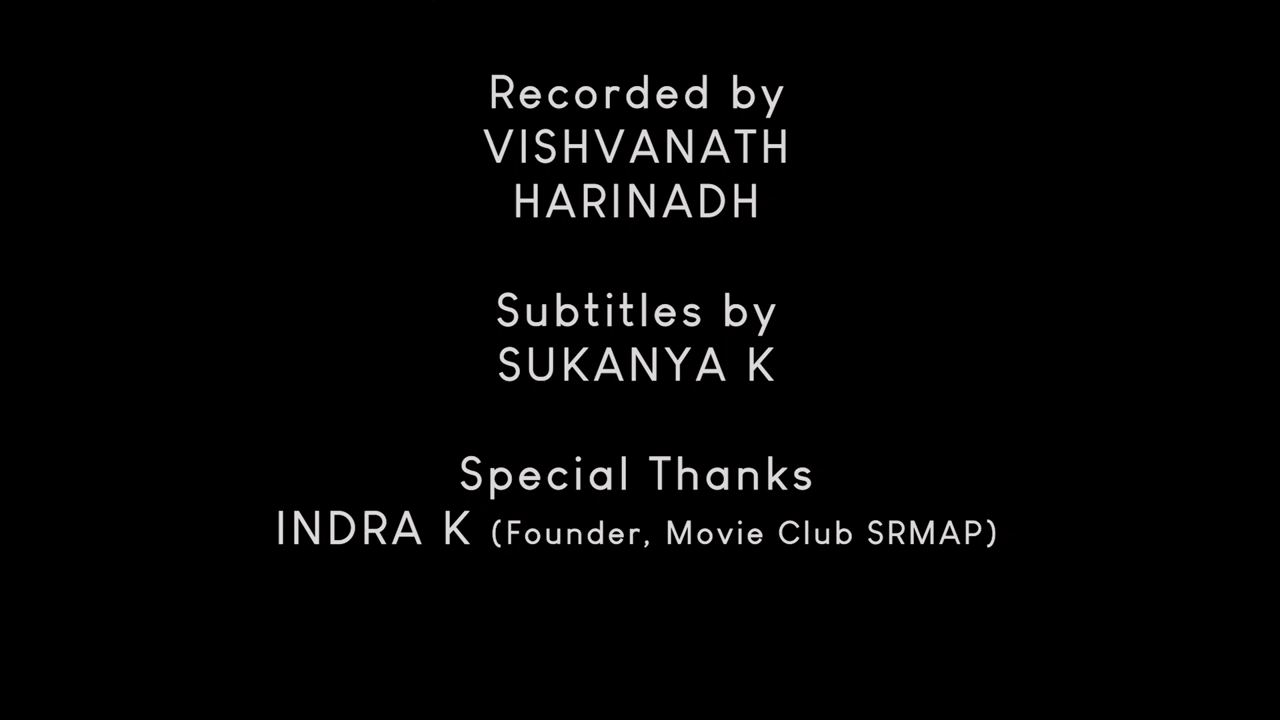 Recorded by
VISHVANATH
HARINADH
Subtitles by
SUKANYA K
Special Thanks
INDRA K (Founder, Movie Club SRMAP)